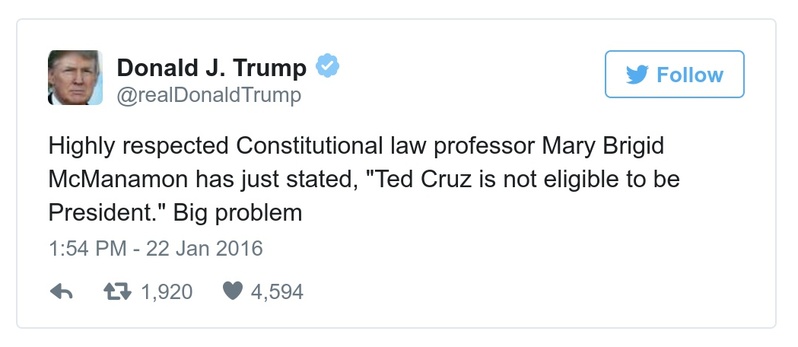 Donald J. Trump
@realDonaldTrump
Follow
Highly respected Constitutional law professor Mary Brigid
McManamon has just stated, "Ted Cruz is not eligible to be
President." Big problem
1:54 PM - 22 Jan 2016
1,920 4,594